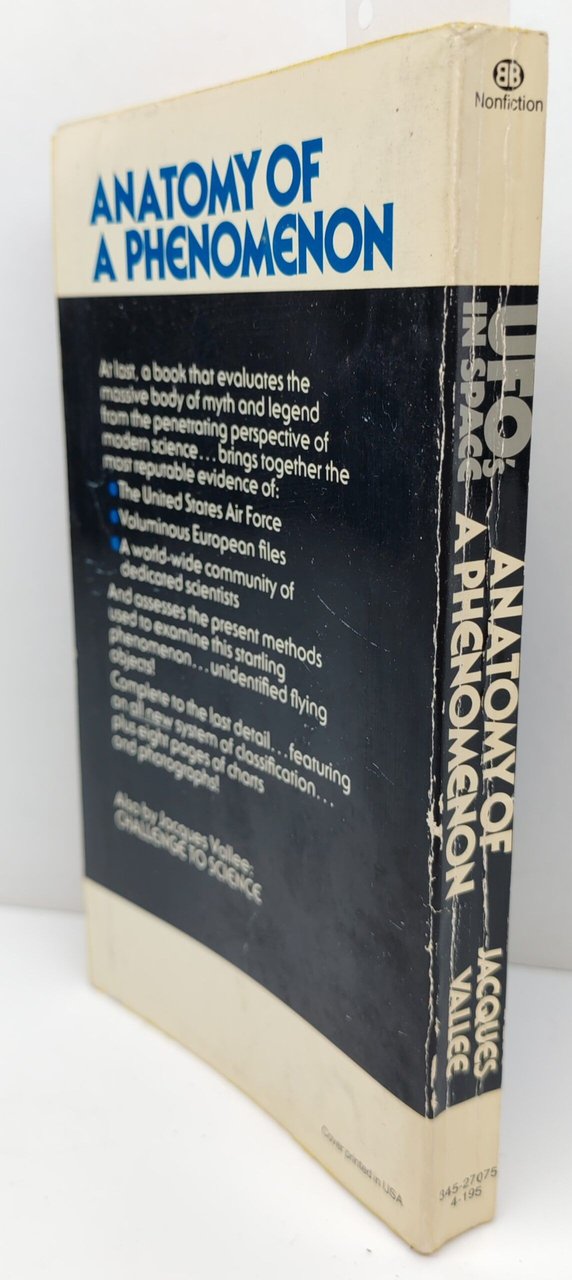 ANATOMY OF
A PHENOMENON
At last, a book that evaluates the
massive body of myth and legend
from the penetrating perspective of
modern science...brings together the
most reputable evidence of:
•The United States Air Force
•Voluminous European files
•A world-wide community of
dedicated scientists
And assesses the present methods
used to examine this startling
phenomenon...unidentified flying
objects!
Complete to the last detail...featuring
an all new system of classification...
plus eight pages of charts
and photographs!
Also by Jacques Vallee:
CHALLENGE TO SCIENCE
Cover printed in USA
BB
Nonfiction
UFO's
IN SPACE
ANATOMY OF
A PHENOMENON
JACQUES
VALLEE
345-27075
4-195